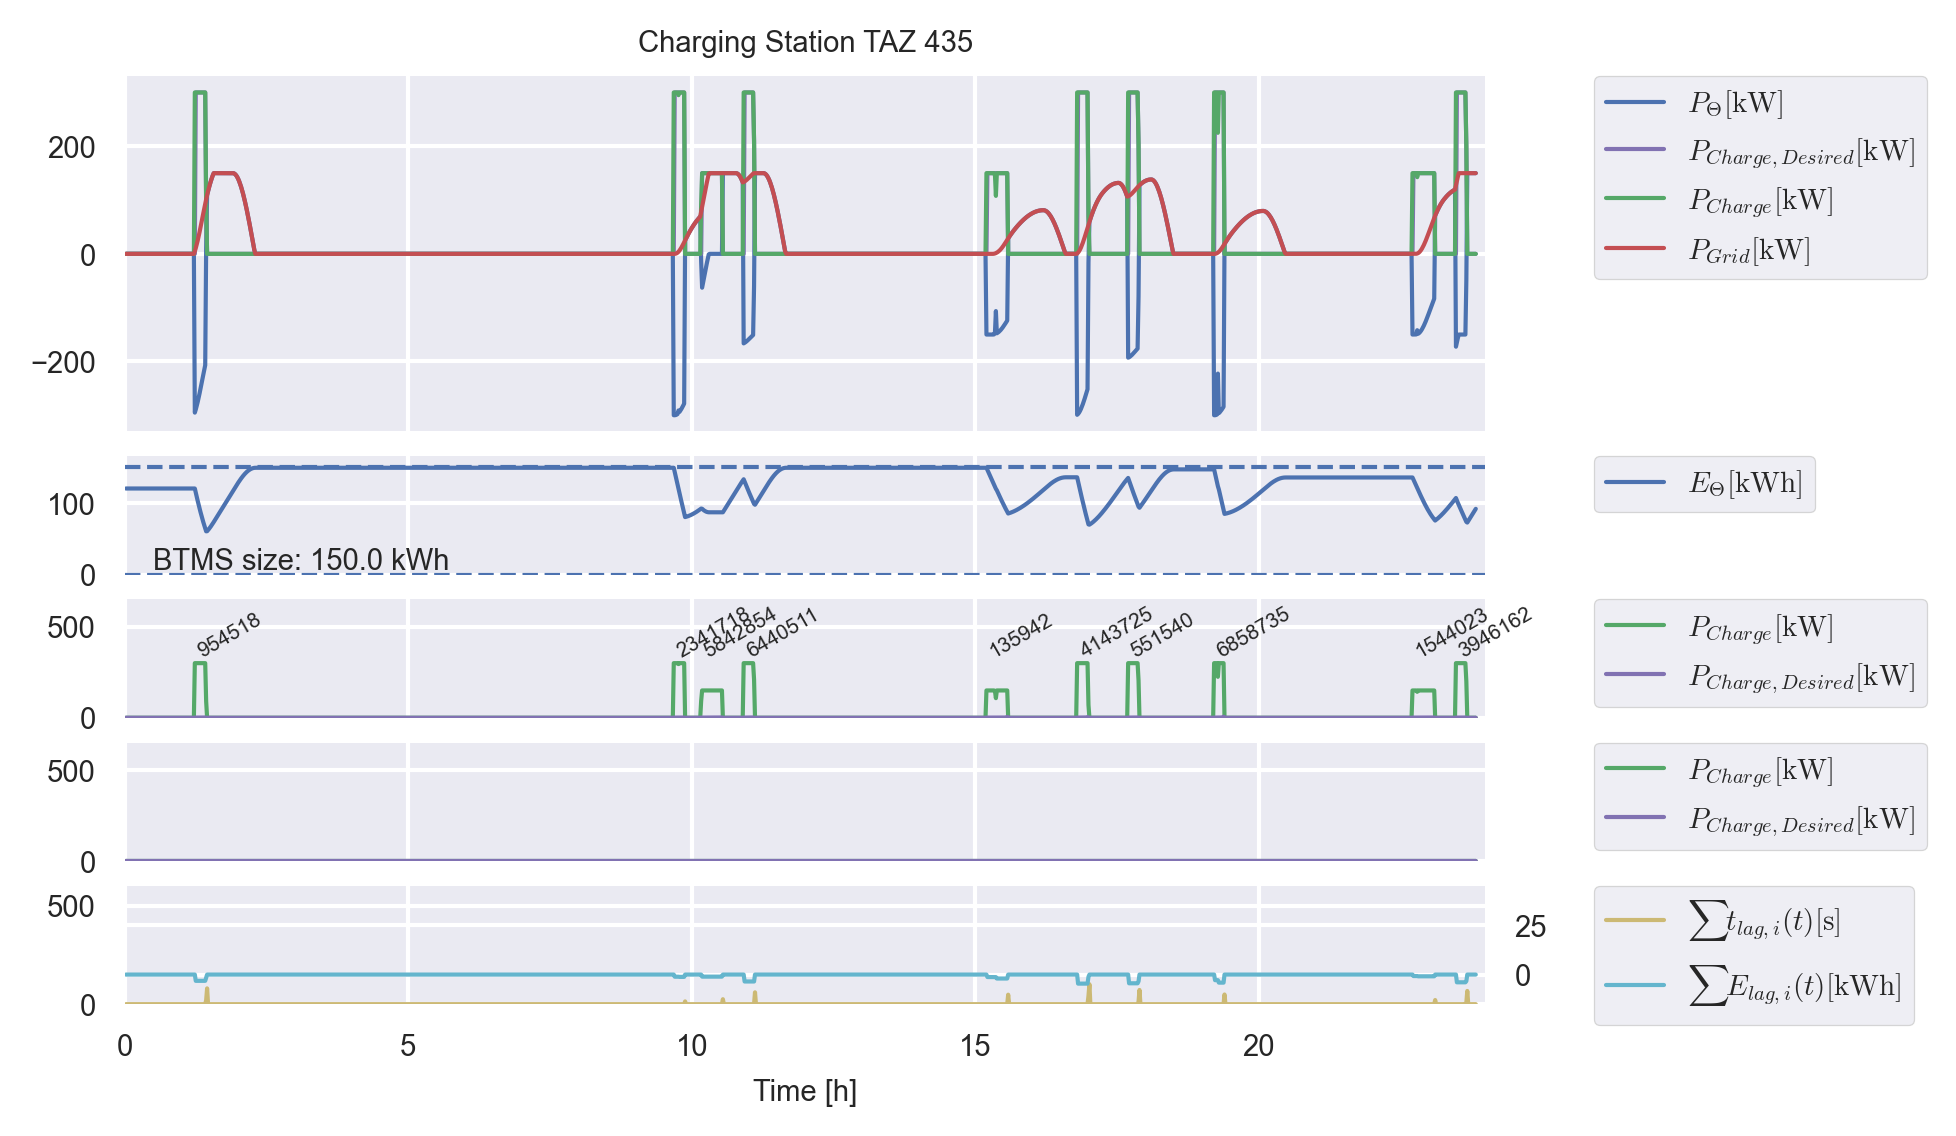 Charging Station TAZ 435
200
0
−200
P_Θ[kW]
P_Charge,Desired[kW]
P_Charge[kW]
P_Grid[kW]
100
0
BTMS size: 150.0 kWh
E_Θ[kWh]
500
0
954518
2341718
5842854
6440511
135942
4143725
551540
6858735
1544023
3946162
P_Charge[kW]
P_Charge,Desired[kW]
500
0
P_Charge[kW]
P_Charge,Desired[kW]
500
0
25
0
∑t_lag,i(t)[s]
∑E_lag,i(t)[kWh]
0 5 10 15 20
Time [h]